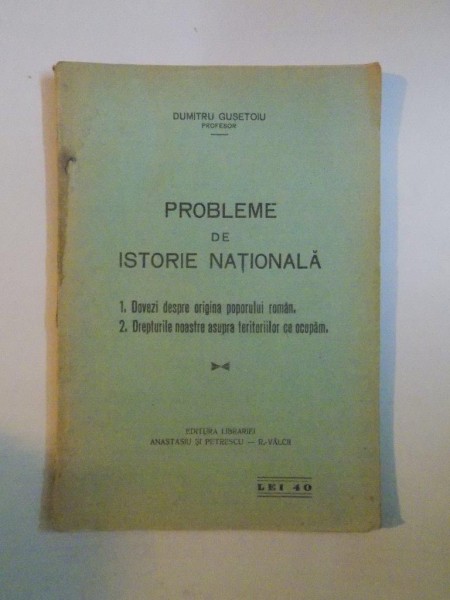 DUMITRU GUSETOIU
PROFESOR
PROBLEME
DE
ISTORIE NAȚIONALĂ
1. Dovezi despre origina poporului român.
2. Drepturile noastre asupra teritoriilor ce ocupăm.
EDITURA LIBRARIEI
ANASTASIU ȘI PETRESCU — R.-VÂLCII
LEI 40